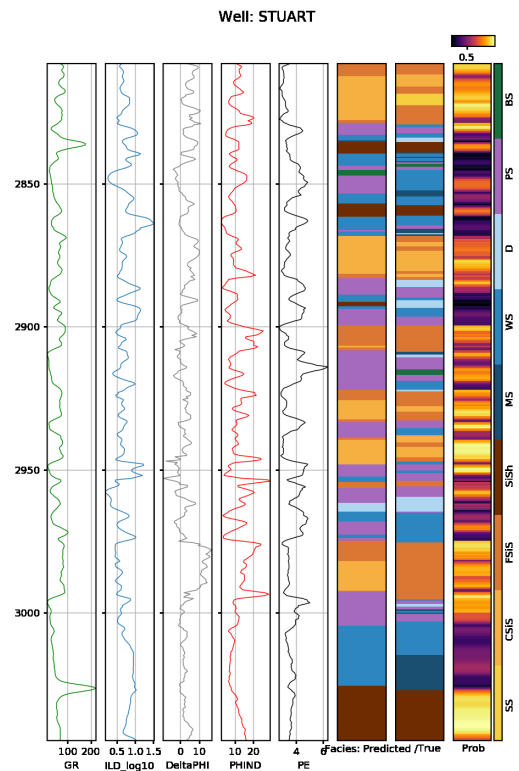 Well: STUART
0.5
2850
2900
2950
3000
100 200
0.5 1.0 1.5
0 10
10 20
4 6
GR
ILD_log10
DeltaPHI
PHIND
PE
Facies: Predicted /True
Prob
BS
PS
D
WS
MS
SiSh
FSiS
CSiS
SS